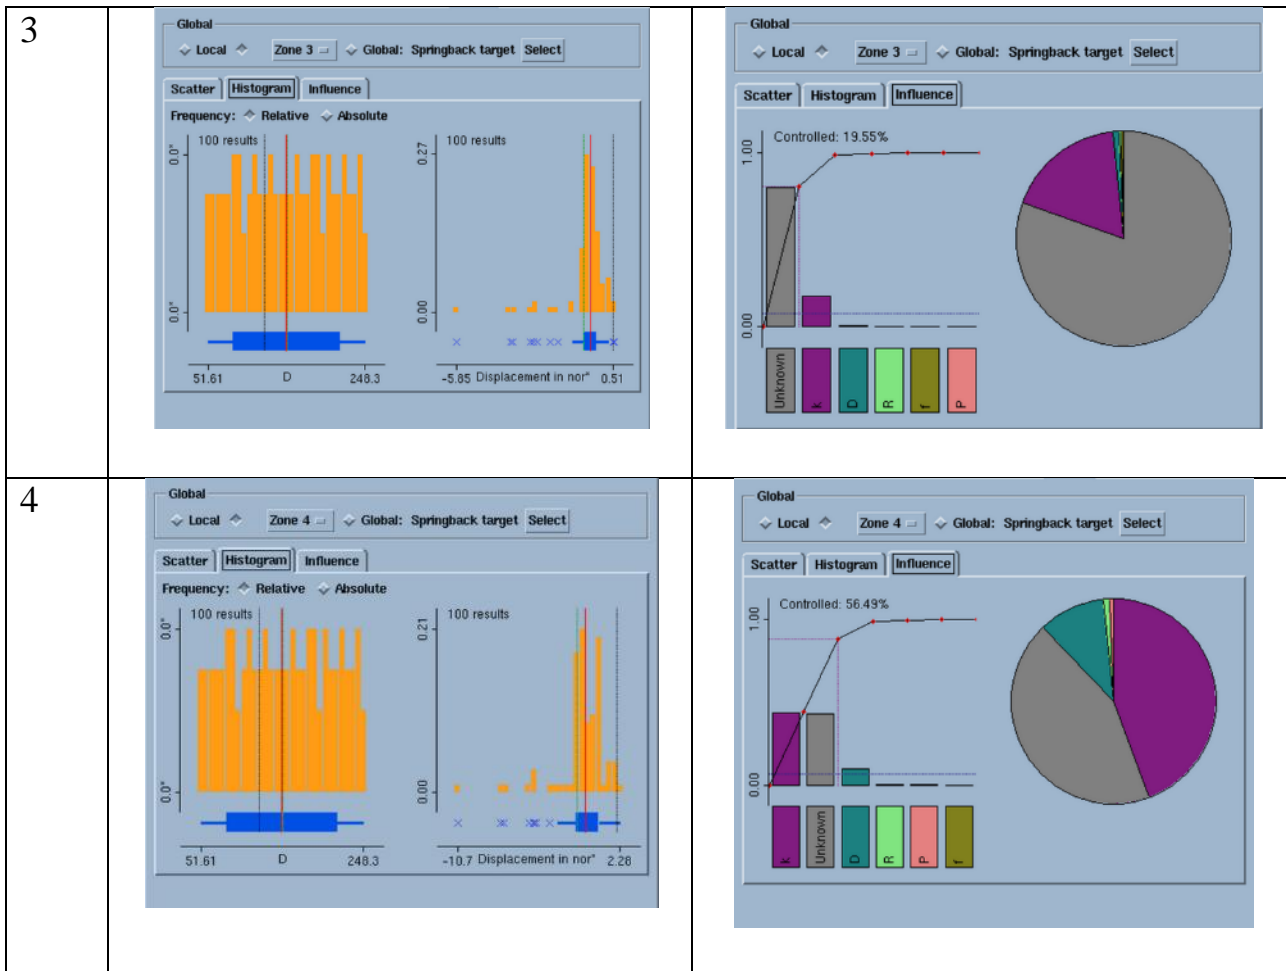 3
Global
Local Zone 3 Global: Springback target Select
Scatter Histogram Influence
Frequency: Relative Absolute
100 results
0.0"
0.0"
51.61 D 248.3
100 results
0.27
0.00
-5.85 Displacement in nor" 0.51
Global
Local Zone 3 Global: Springback target Select
Scatter Histogram Influence
Controlled: 19.55%
1.00
0.00
Unknown k D R f P
4
Global
Local Zone 4 Global: Springback target Select
Scatter Histogram Influence
Frequency: Relative Absolute
100 results
0.0"
0.0"
51.61 D 248.3
100 results
0.21
0.00
-10.7 Displacement in nor" 2.28
Global
Local Zone 4 Global: Springback target Select
Scatter Histogram Influence
Controlled: 56.49%
1.00
0.00
k Unknown D R P f